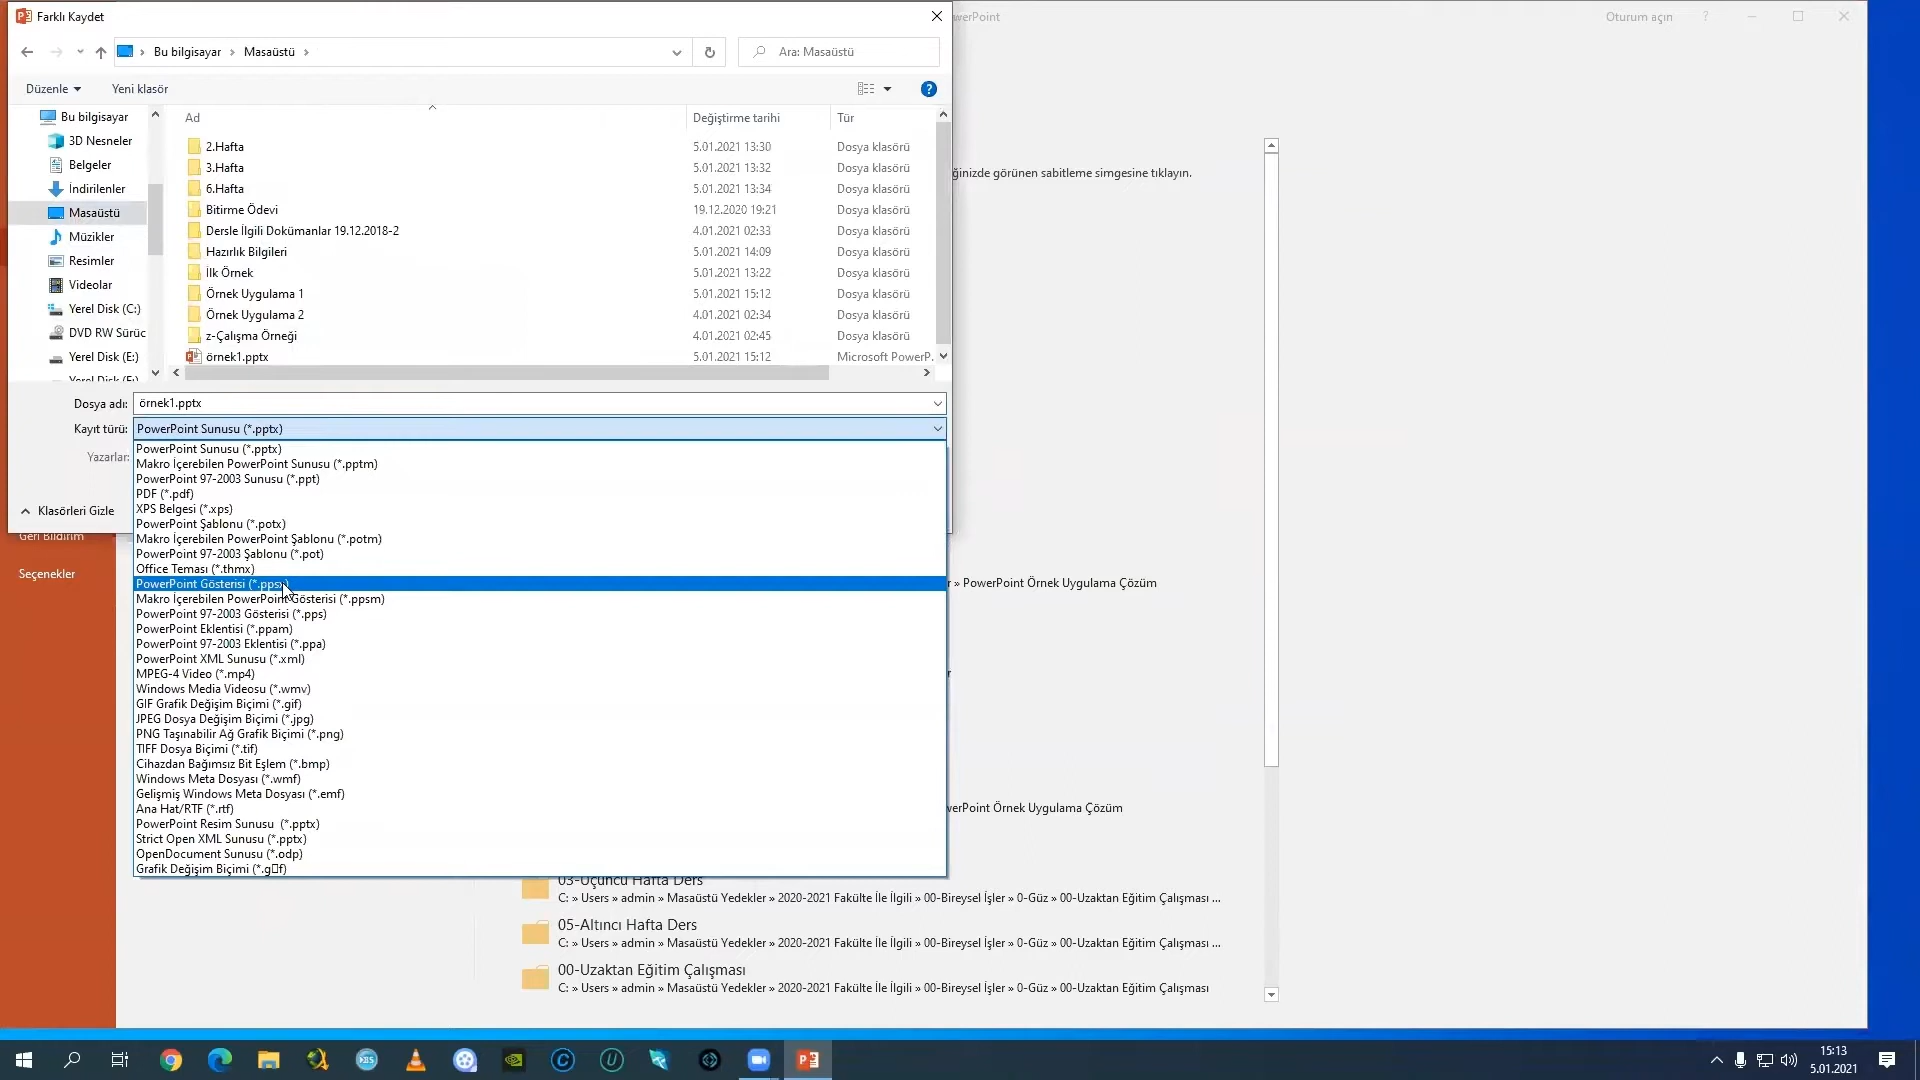 Farklı Kaydet
werPoint
Oturum açın
Bu bilgisayar
Masaüstü
Ara: Masaüstü
Düzenle
Yeni klasör
Bu bilgisayar
3D Nesneler
Belgeler
İndirilenler
Masaüstü
Müzikler
Resimler
Videolar
Yerel Disk (C:)
DVD RW Sürüc
Yerel Disk (E:)
Yerel Disk (F:)
Ad Değiştirme tarihi Tür
2.Hafta 5.01.2021 13:30 Dosya klasörü
3.Hafta 5.01.2021 13:32 Dosya klasörü
6.Hafta 5.01.2021 13:34 Dosya klasörü
Bitirme Ödevi 19.12.2020 19:21 Dosya klasörü
Dersle İlgili Dokümanlar 19.12.2018-2 4.01.2021 02:33 Dosya klasörü
Hazırlık Bilgileri 5.01.2021 14:09 Dosya klasörü
İlk Örnek 5.01.2021 13:22 Dosya klasörü
Örnek Uygulama 1 5.01.2021 15:12 Dosya klasörü
Örnek Uygulama 2 4.01.2021 02:34 Dosya klasörü
z-Çalışma Örneği 4.01.2021 02:45 Dosya klasörü
örnek1.pptx 5.01.2021 15:12 Microsoft PowerP.
ğinizde görünen sabitleme simgesine tıklayın.
Dosya adı: örnek1.pptx
Kayıt türü: PowerPoint Sunusu (*.pptx)
Yazarlar:
Klasörleri Gizle
Geri Bildirim
Seçenekler
PowerPoint Sunusu (*.pptx)
Makro İçerebilen PowerPoint Sunusu (*.pptm)
PowerPoint 97-2003 Sunusu (*.ppt)
PDF (*.pdf)
XPS Belgesi (*.xps)
PowerPoint Şablonu (*.potx)
Makro İçerebilen PowerPoint Şablonu (*.potm)
PowerPoint 97-2003 Şablonu (*.pot)
Office Teması (*.thmx)
PowerPoint Gösterisi (*.ppsx)
Makro İçerebilen PowerPoint Gösterisi (*.ppsm)
PowerPoint 97-2003 Gösterisi (*.pps)
PowerPoint Eklentisi (*.ppam)
PowerPoint 97-2003 Eklentisi (*.ppa)
PowerPoint XML Sunusu (*.xml)
MPEG-4 Video (*.mp4)
Windows Media Videosu (*.wmv)
GIF Grafik Değişim Biçimi (*.gif)
JPEG Dosya Değişim Biçimi (*.jpg)
PNG Taşınabilir Ağ Grafik Biçimi (*.png)
TIFF Dosya Biçimi (*.tif)
Cihazdan Bağımsız Bit Eşlem (*.bmp)
Windows Meta Dosyası (*.wmf)
Gelişmiş Windows Meta Dosyası (*.emf)
Ana Hat/RTF (*.rtf)
PowerPoint Resim Sunusu (*.pptx)
Strict Open XML Sunusu (*.pptx)
OpenDocument Sunusu (*.odp)
Grafik Değişim Biçimi (*.g□f)
r » PowerPoint Örnek Uygulama Çözüm
werPoint Örnek Uygulama Çözüm
03-Üçüncü Hafta Ders
C: » Users » admin » Masaüstü Yedekler » 2020-2021 Fakülte İle İlgili » 00-Bireysel İşler » 0-Güz » 00-Uzaktan Eğitim Çalışması ...
05-Altıncı Hafta Ders
C: » Users » admin » Masaüstü Yedekler » 2020-2021 Fakülte İle İlgili » 00-Bireysel İşler » 0-Güz » 00-Uzaktan Eğitim Çalışması ...
00-Uzaktan Eğitim Çalışması
C: » Users » admin » Masaüstü Yedekler » 2020-2021 Fakülte İle İlgili » 00-Bireysel İşler » 0-Güz » 00-Uzaktan Eğitim Çalışması
15:13
5.01.2021